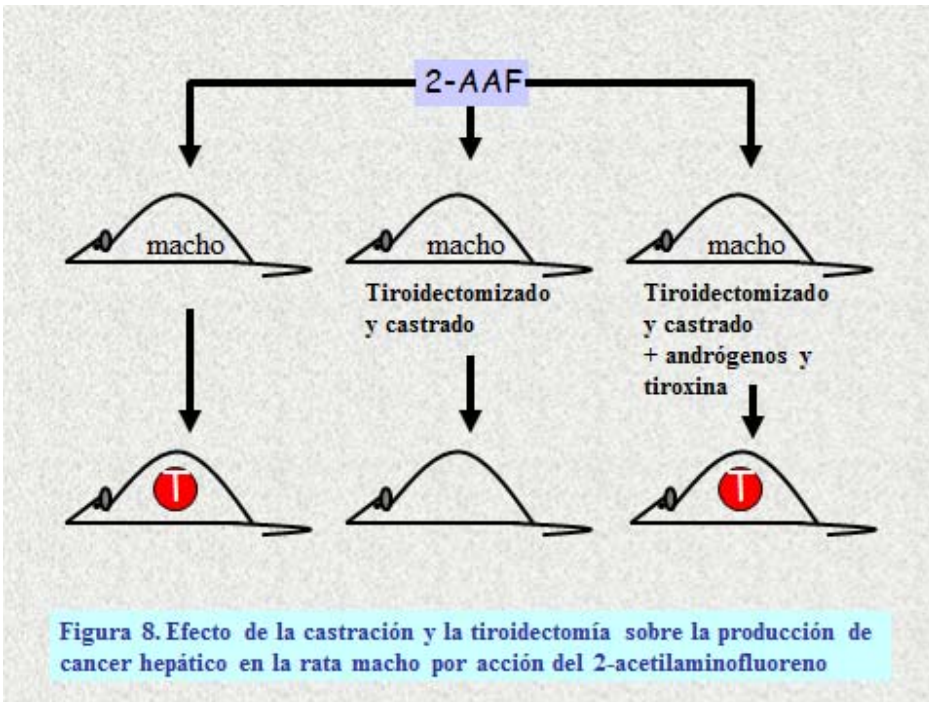 2-AAF
macho
macho
macho
Tiroidectomizado
y castrado
Tiroidectomizado
y castrado
+ andrógenos y
tiroxina
T
T
Figura 8. Efecto de la castración y la tiroidectomía sobre la producción de
cancer hepático en la rata macho por acción del 2-acetilaminofluoreno